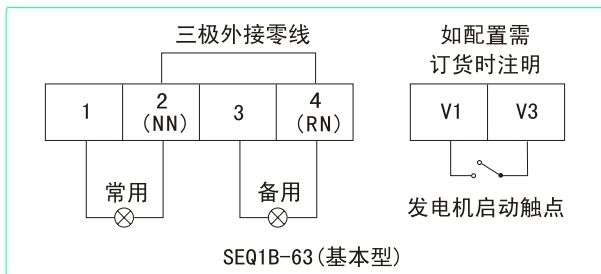 三极外接零线
1
2
(NN)
3
4
(RN)
常用
备用
如配置需
订货时注明
V1
V3
发电机启动触点
SEQ1B-63(基本型)